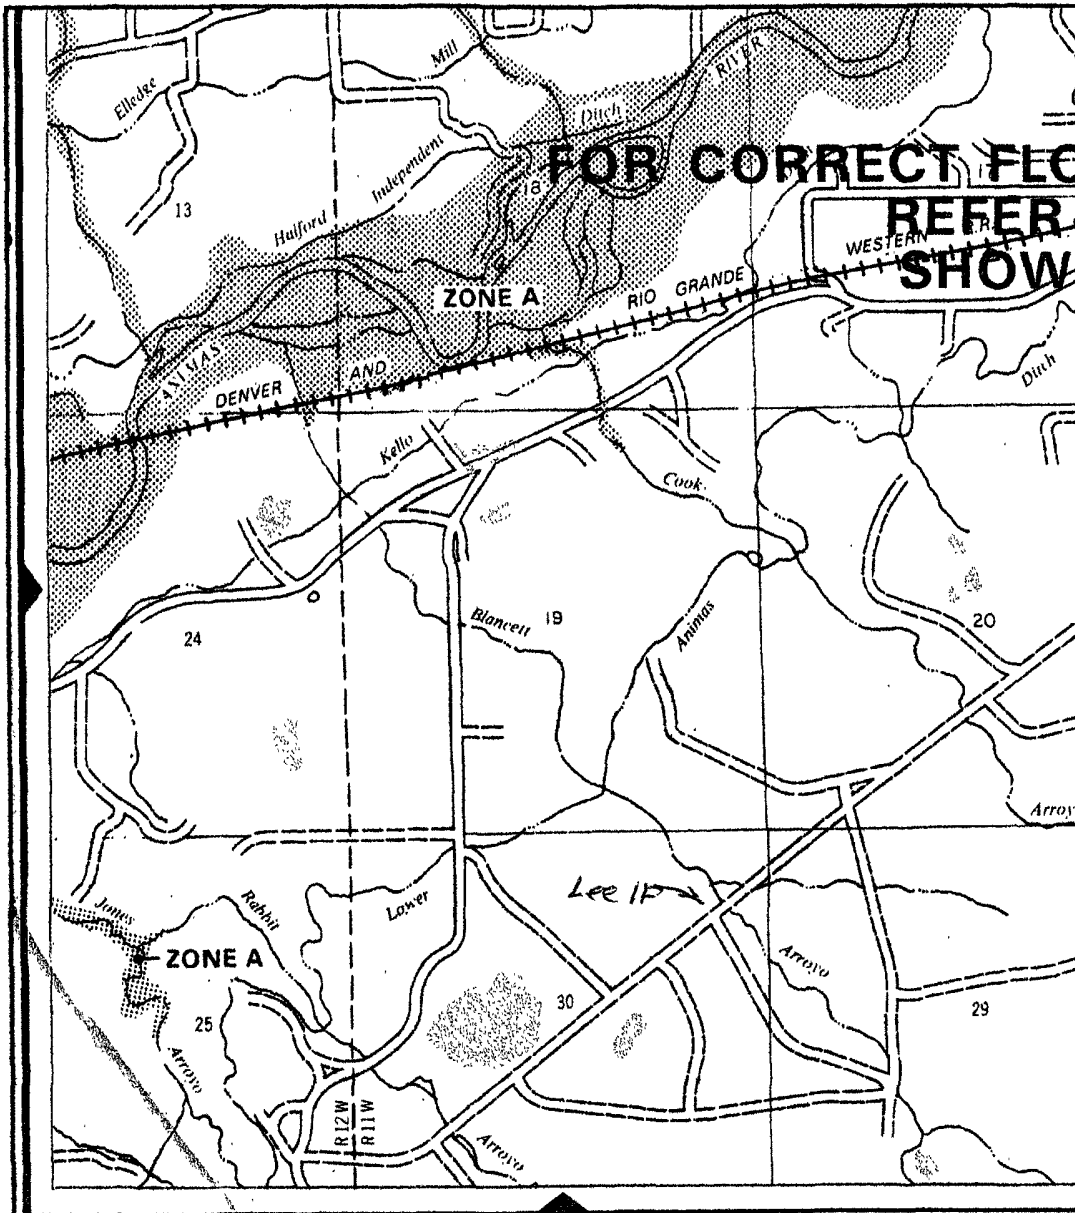 Mill
RIVER
Elledge
Ditch
Independent
FOR CORRECT FLO
18
13
Halford
REFER
WESTERN R.R.
SHOW
RIO GRANDE
ZONE A
ANIMAS
AND
DENVER
Ditch
Kello
Cook
Blancett
19
Animas
20
24
Arroy
Lee 1P
Jones
Rabbit
Lower
ZONE A
Arroyo
30
29
25
Arroyo
R12W
R11W
Arroyo